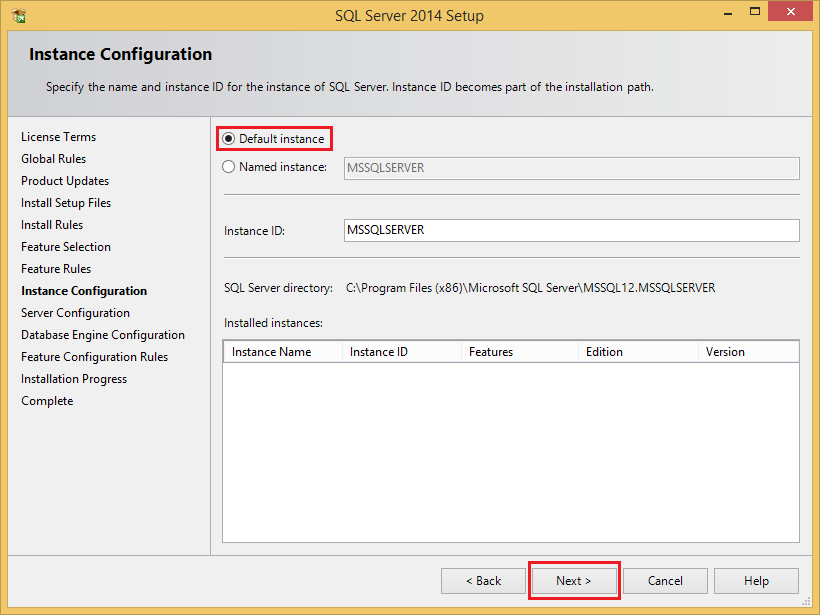 SQL Server 2014 Setup
Instance Configuration
Specify the name and instance ID for the instance of SQL Server. Instance ID becomes part of the installation path.
License Terms
Global Rules
Product Updates
Install Setup Files
Install Rules
Feature Selection
Feature Rules
Instance Configuration
Server Configuration
Database Engine Configuration
Feature Configuration Rules
Installation Progress
Complete
Default instance
Named instance: MSSQLSERVER
Instance ID: MSSQLSERVER
SQL Server directory: C:\Program Files (x86)\Microsoft SQL Server\MSSQL12.MSSQLSERVER
Installed instances:
Instance Name Instance ID Features Edition Version
< Back Next > Cancel Help